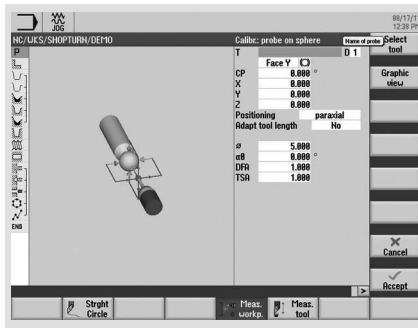 JOG
08/17/1
12:38 PM
NC/WKS/SHOPTURN/DEMO
Calibr.: probe on sphere
Name of probe
Select
tool
P
T
D 1
Face Y
CP 0.000 °
X 0.000
Y 0.000
Z 0.000
Positioning paraxial
Adapt tool length No
ø 5.000
α0 0.000 °
DFA 1.000
TSA 1.000
Graphic
view
END
Cancel
Accept
Strght
Circle
Meas.
workp.
Meas.
tool